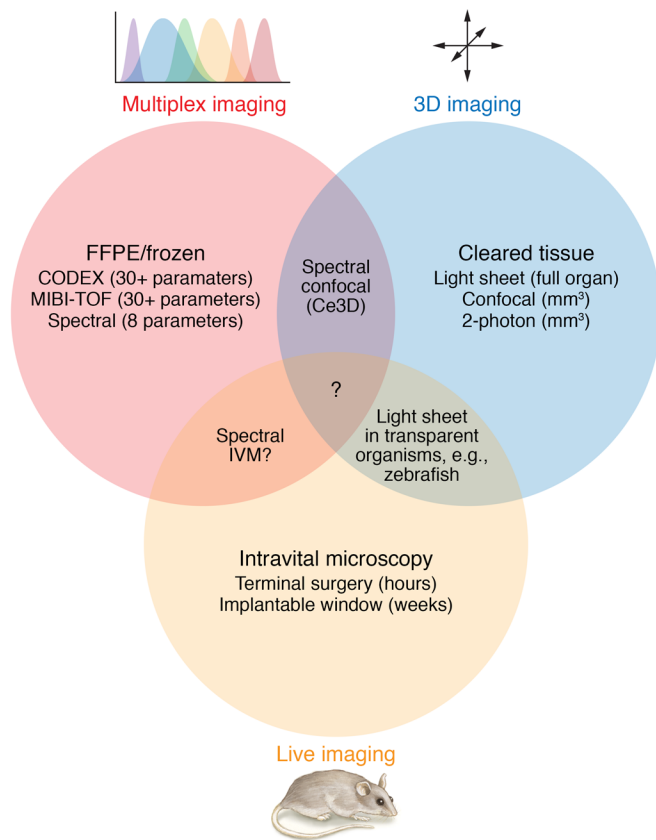 Multiplex imaging
3D imaging
FFPE/frozen
CODEX (30+ paramaters)
MIBI-TOF (30+ parameters)
Spectral (8 parameters)
Spectral
confocal
(Ce3D)
Cleared tissue
Light sheet (full organ)
Confocal (mm³)
2-photon (mm³)
?
Spectral
IVM?
Light sheet
in transparent
organisms, e.g.,
zebrafish
Intravital microscopy
Terminal surgery (hours)
Implantable window (weeks)
Live imaging